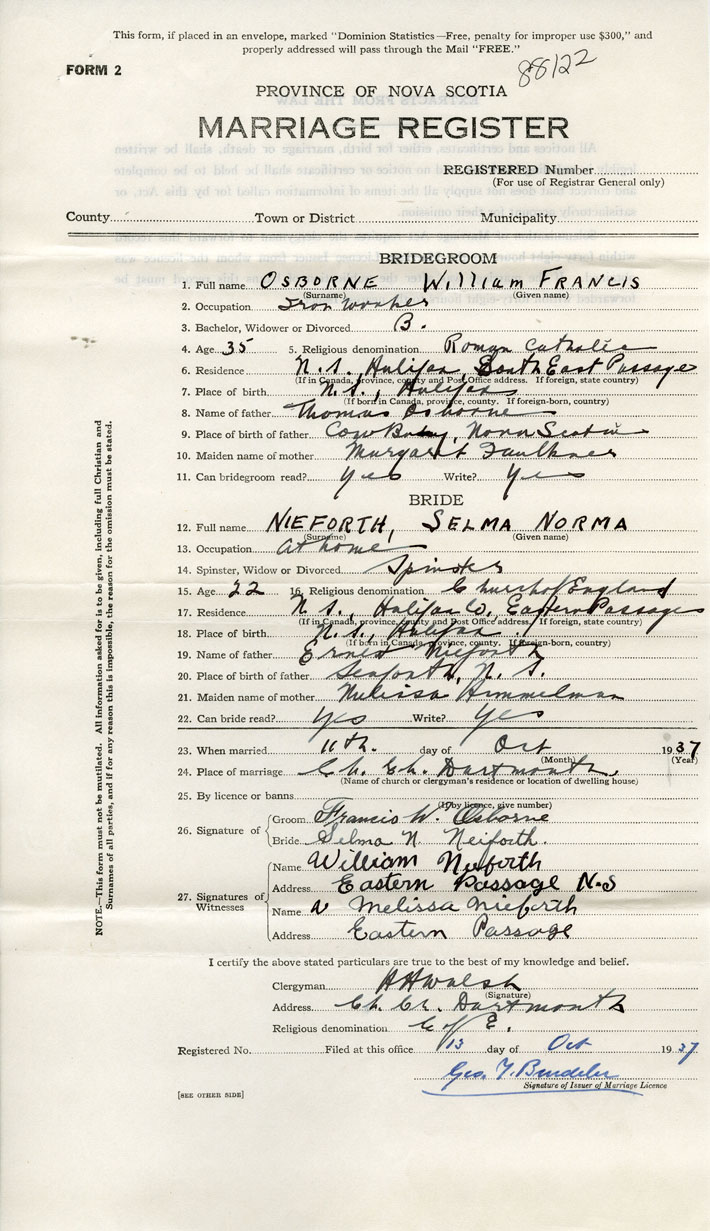 This form, if placed in an envelope, marked "Dominion Statistics—Free, penalty for improper use $300," and
properly addressed will pass through the Mail "FREE."
88122
FORM 2
PROVINCE OF NOVA SCOTIA
MARRIAGE REGISTER
REGISTERED Number
(For use of Registrar General only)
County Town or District Municipality
BRIDEGROOM
1. Full name OSBORNE WILLIAM FRANCIS
(Surname) (Given name)
2. Occupation Iron Worker
3. Bachelor, Widower or Divorced B.
4. Age 35 5. Religious denomination Roman Catholic
6. Residence N.S., Halifax, South East Passage
(If in Canada, province, county and Post Office address. If foreign, state country)
7. Place of birth N.S., Halifax
(If born in Canada, province, county. If foreign-born, country)
8. Name of father Thomas Osborne
9. Place of birth of father Cow Bay, Nova Scotia
10. Maiden name of mother Margaret Faulkner
11. Can bridegroom read? Yes Write? Yes
BRIDE
12. Full name NIEFORTH, SELMA NORMA
(Surname) (Given name)
13. Occupation at home
14. Spinster, Widow or Divorced Spinster
15. Age 22 16. Religious denomination Church of England
17. Residence N.S., Halifax Co, Eastern Passage
(If in Canada, province, county and Post Office address. If foreign, state country)
18. Place of birth N.S., Halifax
(If born in Canada, province, county. If foreign-born, country)
19. Name of father Ernest Nieforth
20. Place of birth of father Seaforth, N.S.
21. Maiden name of mother Melissa Himmelman
22. Can bride read? Yes Write? Yes
23. When married 11th. day of Oct 1937
(Month) (Year)
24. Place of marriage Ch. Ch. Dartmouth,
(Name of church or clergyman's residence or location of dwelling house)
25. By licence or banns
(If by licence, give number)
26. Signature of Groom Francis W. Osborne
Bride Selma N. Neiforth.
27. Signatures of Witnesses
Name William Nieforth
Address Eastern Passage N.S
Name Melissa Nieforth
Address Eastern Passage
I certify the above stated particulars are true to the best of my knowledge and belief.
Clergyman
(Signature)
Address Ch. Ch. Dartmouth
Religious denomination C of E.
Registered No. Filed at this office 13 day of Oct 1937
Geo.
Signature of Issuer of Marriage Licence
[SEE OTHER SIDE]
NOTE.—This form must not be mutilated. All information asked for is to be given, including full Christian and
Surnames of all parties, and if for any reason this is impossible, the reason for the omission must be stated.